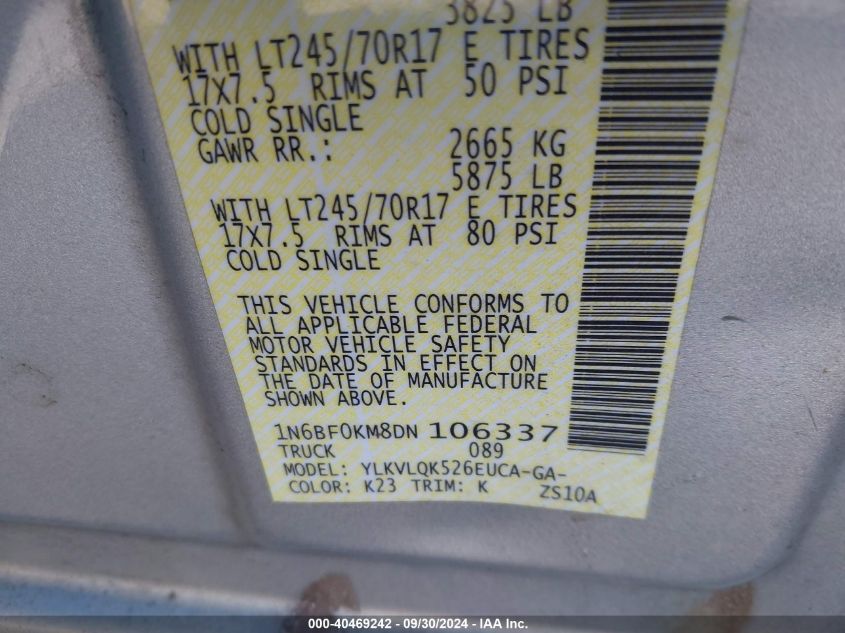 3825 LB
WITH LT245/70R17 E TIRES
17X7.5 RIMS AT 50 PSI
COLD SINGLE
GAWR RR.: 2665 KG
5875 LB
WITH LT245/70R17 E TIRES
17X7.5 RIMS AT 80 PSI
COLD SINGLE
THIS VEHICLE CONFORMS TO
ALL APPLICABLE FEDERAL
MOTOR VEHICLE SAFETY
STANDARDS IN EFFECT ON
THE DATE OF MANUFACTURE
SHOWN ABOVE.
1N6BF0KM8DN 106337
TRUCK 089
MODEL: YLKVLQK526EUCA-GA-
COLOR: K23 TRIM: K ZS10A
000-40469242 - 09/30/2024 - IAA Inc.